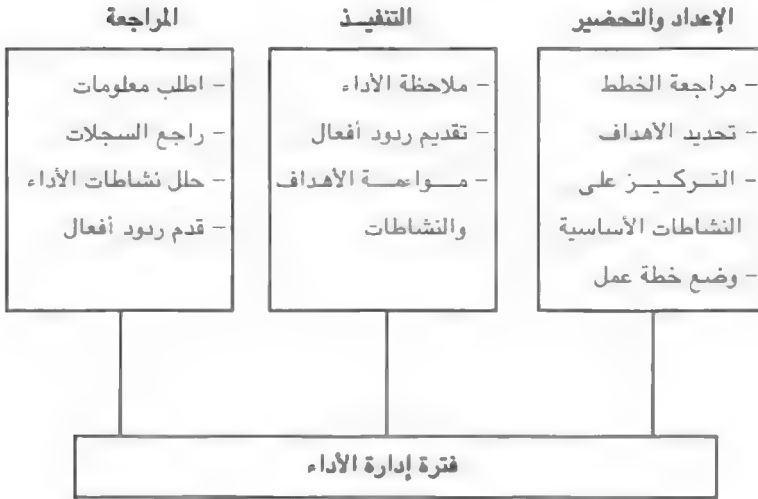 الإعداد والتحضير
– مراجعة الخطط
– تحديد الأهداف
– التركيز على
النشاطات الأساسية
– وضع خطة عمل
التنفيذ
– ملاحظة الأداء
– تقديم ردود أفعال
– مواءمة الأهداف
والنشاطات
المراجعة
– اطلب معلومات
– راجع السجلات
– حلل نشاطات الأداء
– قدم ردود أفعال
فترة إدارة الأداء